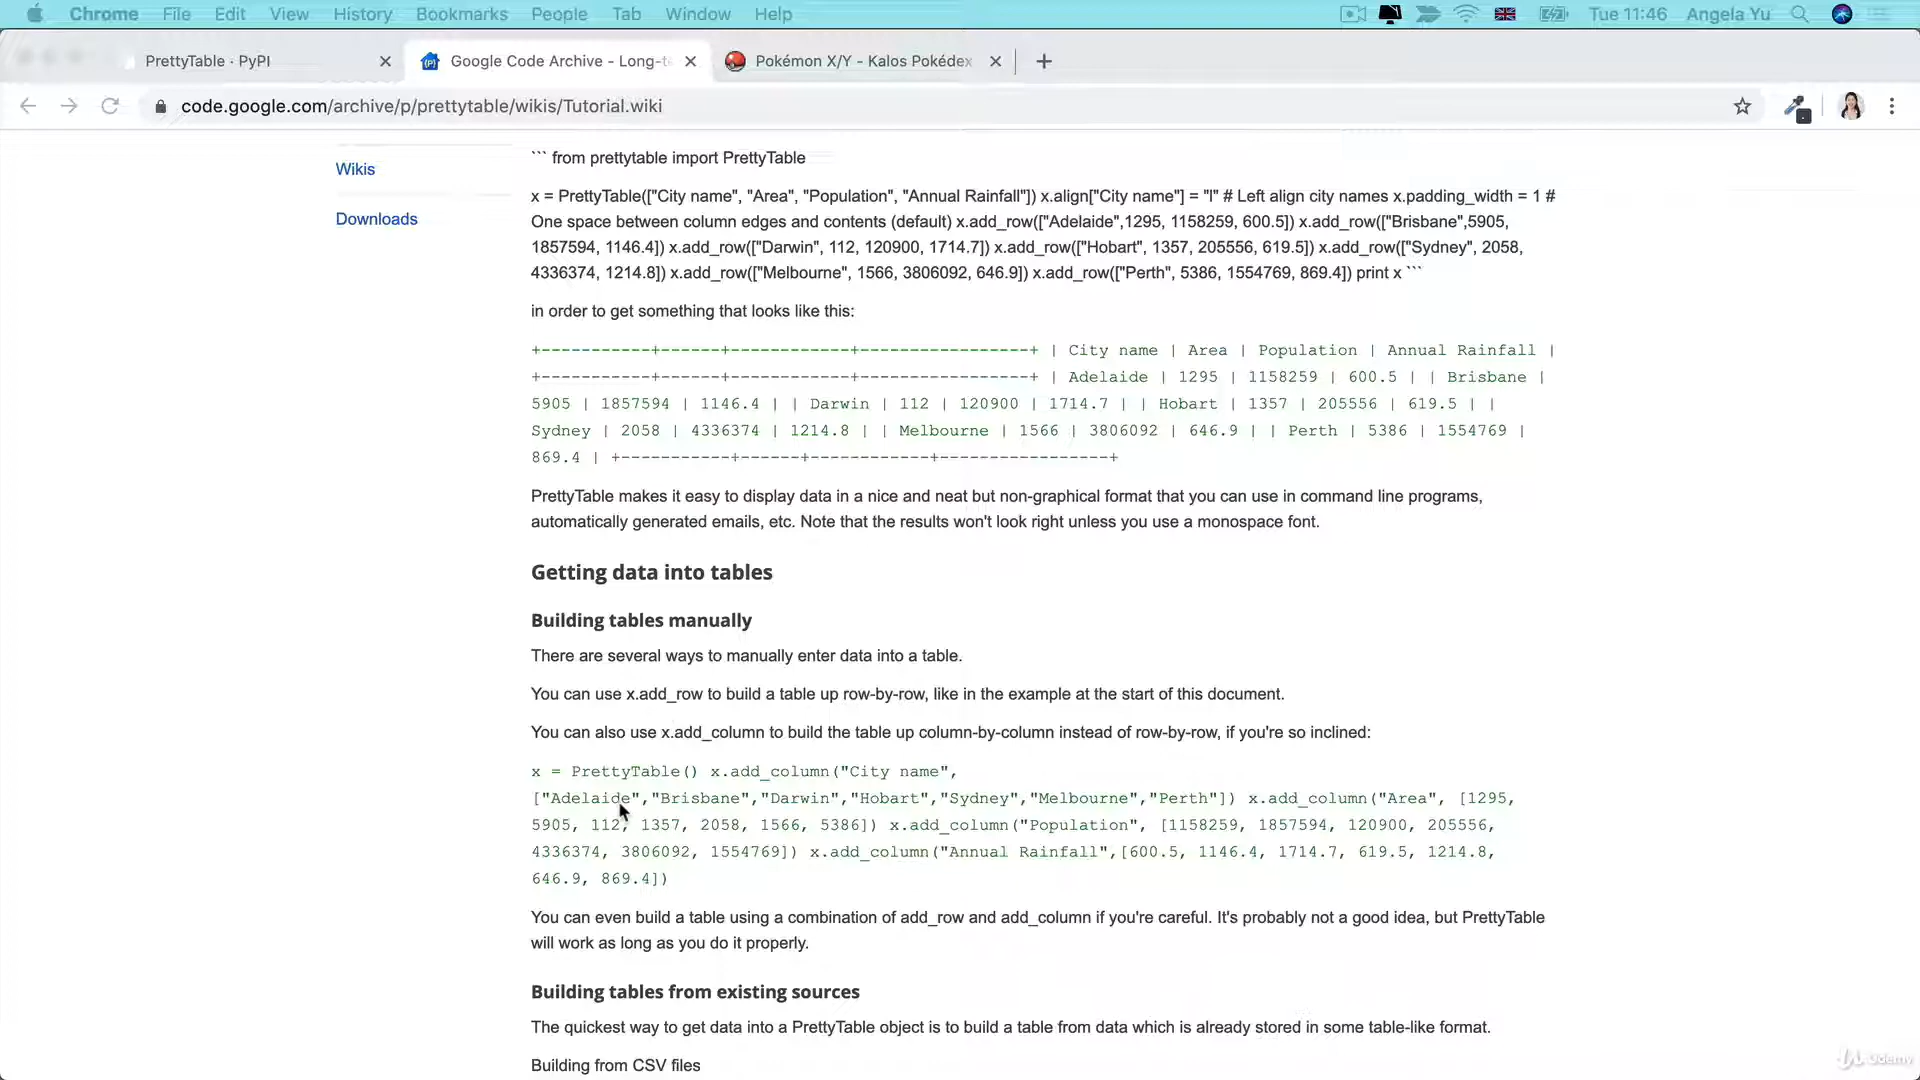 Chrome File Edit View History Bookmarks People Tab Window Help Tue 11:46 Angela Yu
PrettyTable · PyPI
Google Code Archive - Long-te
Pokémon X/Y - Kalos Pokédex
code.google.com/archive/p/prettytable/wikis/Tutorial.wiki
Wikis
Downloads
``` from prettytable import PrettyTable
x = PrettyTable(["City name", "Area", "Population", "Annual Rainfall"]) x.align["City name"] = "l" # Left align city names x.padding_width = 1 #
One space between column edges and contents (default) x.add_row(["Adelaide",1295, 1158259, 600.5]) x.add_row(["Brisbane",5905,
1857594, 1146.4]) x.add_row(["Darwin", 112, 120900, 1714.7]) x.add_row(["Hobart", 1357, 205556, 619.5]) x.add_row(["Sydney", 2058,
4336374, 1214.8]) x.add_row(["Melbourne", 1566, 3806092, 646.9]) x.add_row(["Perth", 5386, 1554769, 869.4]) print x ```
in order to get something that looks like this:
+-----------+------+------------+-----------------+ | City name | Area | Population | Annual Rainfall |
+-----------+------+------------+-----------------+ | Adelaide | 1295 | 1158259 | 600.5 | | Brisbane |
5905 | 1857594 | 1146.4 | | Darwin | 112 | 120900 | 1714.7 | | Hobart | 1357 | 205556 | 619.5 | |
Sydney | 2058 | 4336374 | 1214.8 | | Melbourne | 1566 | 3806092 | 646.9 | | Perth | 5386 | 1554769 |
869.4 | +-----------+------+------------+-----------------+
PrettyTable makes it easy to display data in a nice and neat but non-graphical format that you can use in command line programs,
automatically generated emails, etc. Note that the results won't look right unless you use a monospace font.
Getting data into tables
Building tables manually
There are several ways to manually enter data into a table.
You can use x.add_row to build a table up row-by-row, like in the example at the start of this document.
You can also use x.add_column to build the table up column-by-column instead of row-by-row, if you're so inclined:
x = PrettyTable() x.add_column("City name",
["Adelaide","Brisbane","Darwin","Hobart","Sydney","Melbourne","Perth"]) x.add_column("Area", [1295,
5905, 112, 1357, 2058, 1566, 5386]) x.add_column("Population", [1158259, 1857594, 120900, 205556,
4336374, 3806092, 1554769]) x.add_column("Annual Rainfall",[600.5, 1146.4, 1714.7, 619.5, 1214.8,
646.9, 869.4])
You can even build a table using a combination of add_row and add_column if you're careful. It's probably not a good idea, but PrettyTable
will work as long as you do it properly.
Building tables from existing sources
The quickest way to get data into a PrettyTable object is to build a table from data which is already stored in some table-like format.
Building from CSV files
Udemy